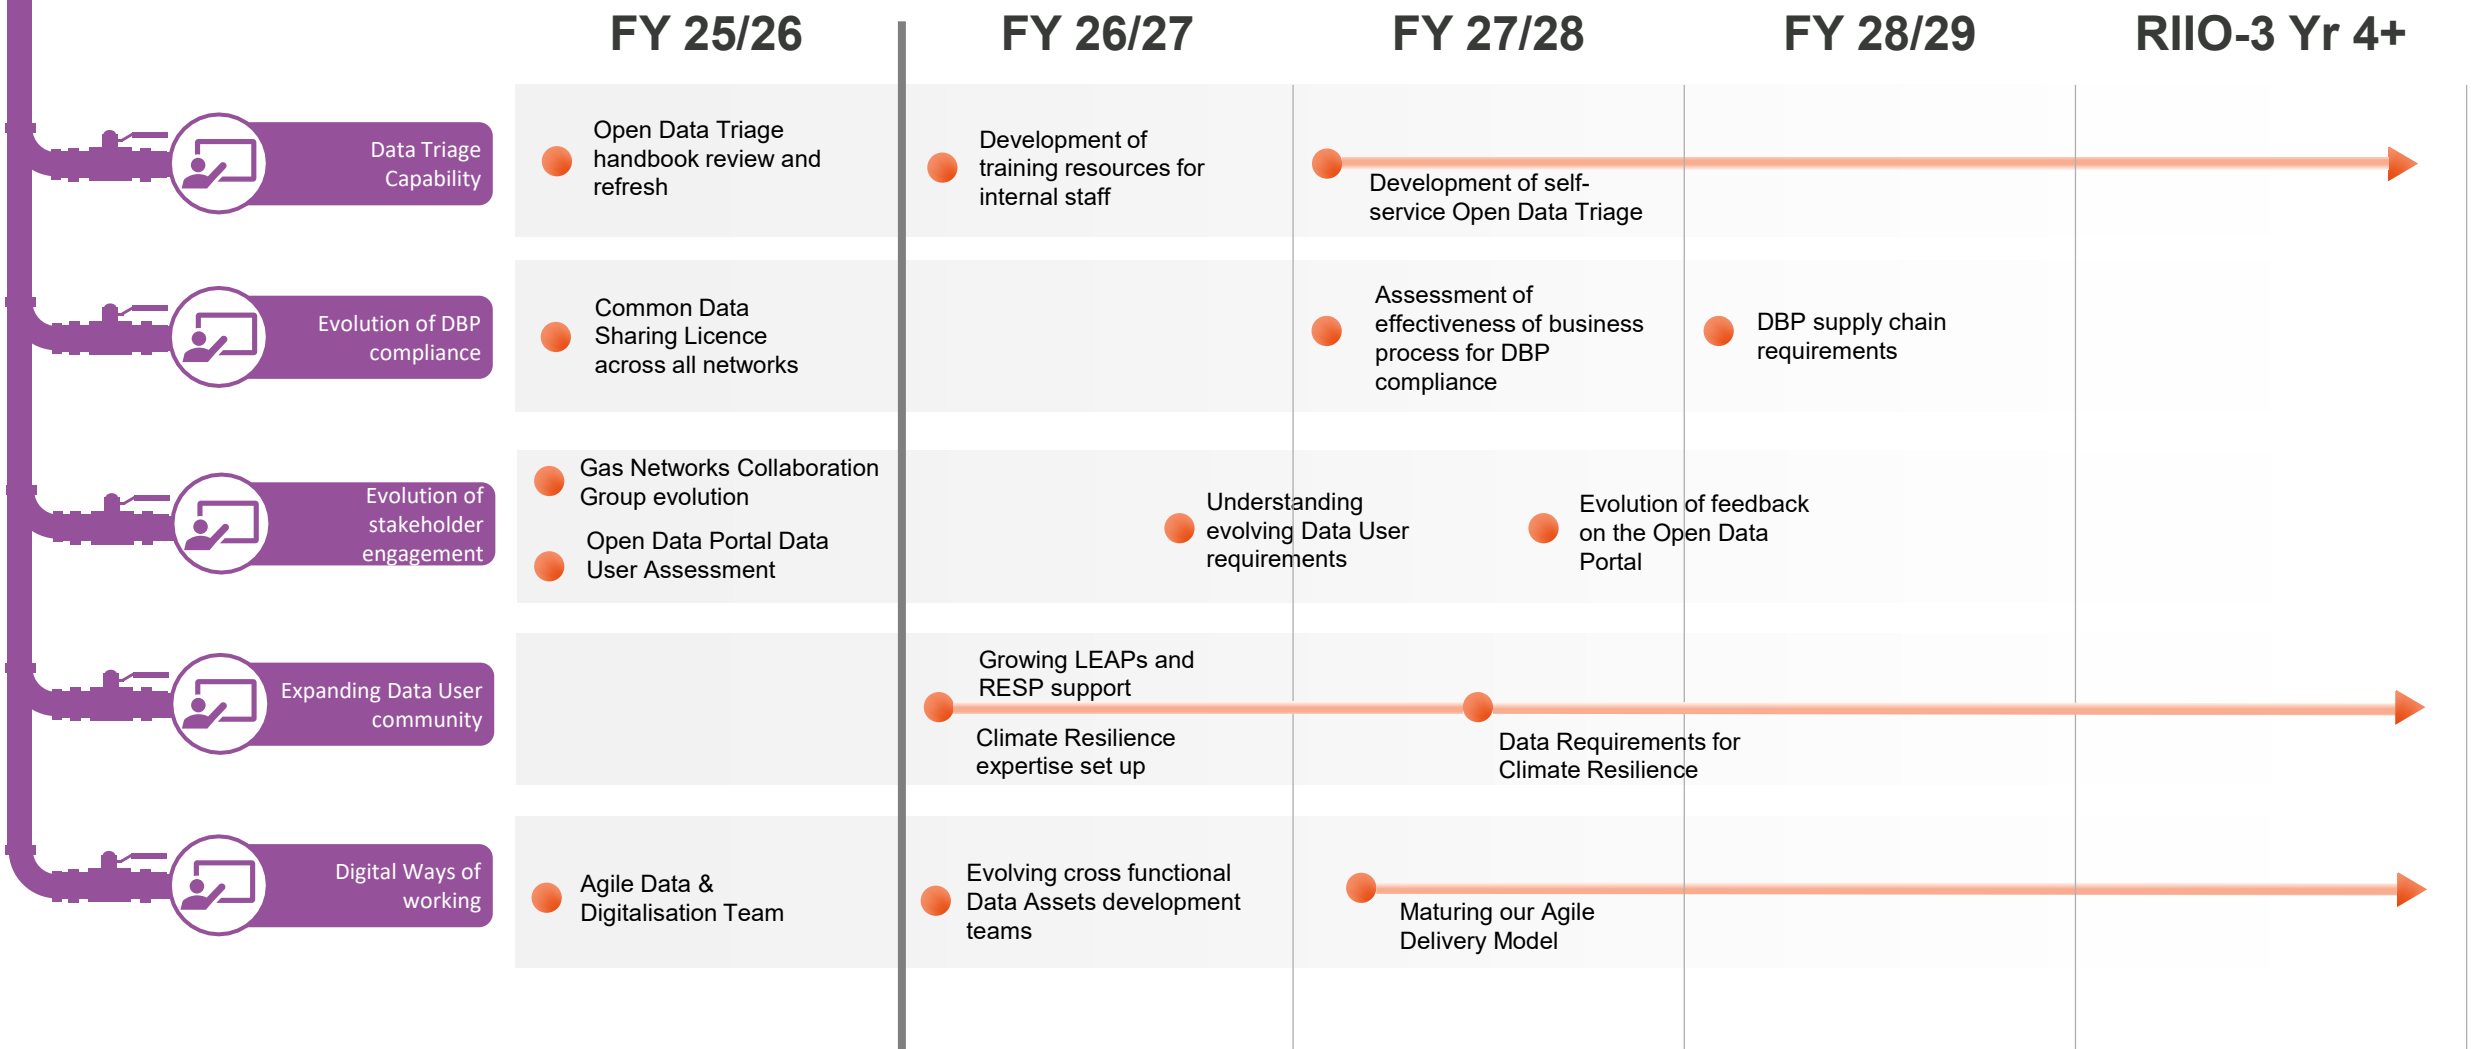 FY 25/26
FY 26/27
FY 27/28
FY 28/29
RIIO-3 Yr 4+
Data Triage
Capability
Open Data Triage
handbook review and
refresh
Development of
training resources for
internal staff
Development of self-
service Open Data Triage
Evolution of DBP
compliance
Common Data
Sharing Licence
across all networks
Assessment of
effectiveness of business
process for DBP
compliance
DBP supply chain
requirements
Evolution of
stakeholder
engagement
Gas Networks Collaboration
Group evolution
Open Data Portal Data
User Assessment
Understanding
evolving Data User
requirements
Evolution of feedback
on the Open Data
Portal
Expanding Data User
community
Growing LEAPs and
RESP support
Climate Resilience
expertise set up
Data Requirements for
Climate Resilience
Digital Ways of
working
Agile Data &
Digitalisation Team
Evolving cross functional
Data Assets development
teams
Maturing our Agile
Delivery Model